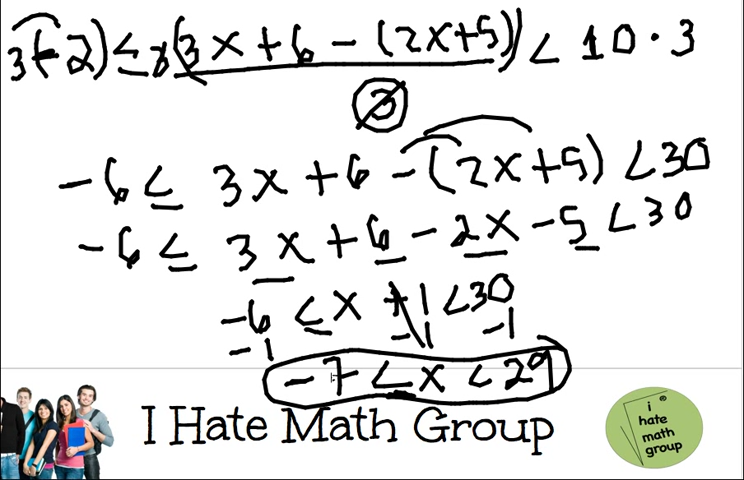 3(-2) ≤ 3(3x+6-(2x+5)) < 10·3
3
-6 ≤ 3x+6-(2x+5) < 30
-6 ≤ 3x+6-2x-5 < 30
-6 ≤ x+1 < 30
-1 -1 -1
-7 ≤ x < 29
I Hate Math Group
i
hate
math
group